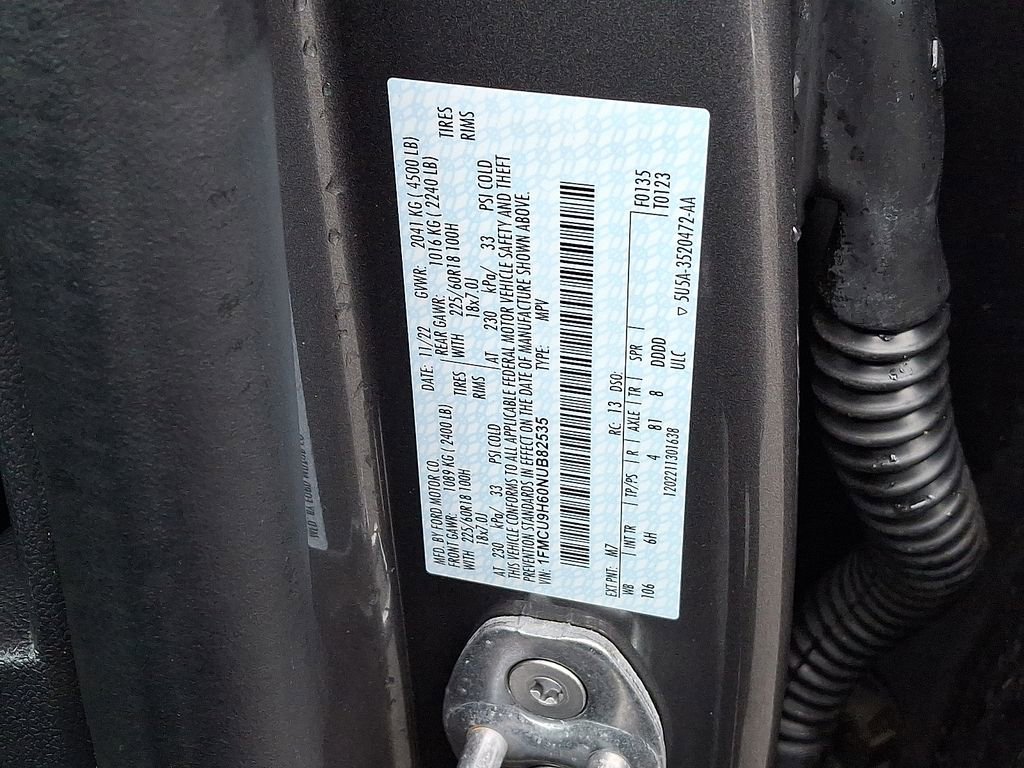 MFD. BY FORD MOTOR CO. DATE: 11/22 GVWR: 2041 KG ( 4500 LB)
FRONT GAWR: 1089 KG (2400 LB) REAR GAWR: 1016 KG ( 2240 LB)
WITH 225/60R18 100H TIRES WITH 225/60R18 100H TIRES
18x7.0J RIMS 18x7.0J RIMS
AT 230 kPa/ 33 PSI COLD AT 230 kPa/ 33 PSI COLD
THIS VEHICLE CONFORMS TO ALL APPLICABLE FEDERAL MOTOR VEHICLE SAFETY AND THEFT
PREVENTION STANDARDS IN EFFECT ON THE DATE OF MANUFACTURE SHOWN ABOVE.
VIN: 1FMCU9H60NUB82535 TYPE: MPV
EXT PNT: M7 RC: 13 DSO: F0135
WB | INT TR | TP/PS | R | AXLE | TR | SPR | T0123
106 6H 4 81 8 DDDD
1202211301638 ULC ▽ 5U5A-3520472-AA